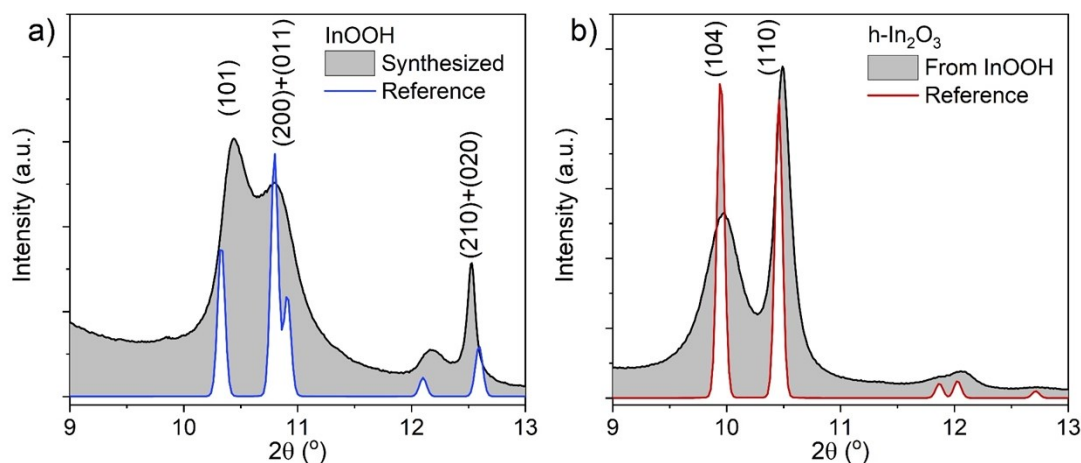 a)
InOOH
Synthesized
Reference
(101)
(200)+(011)
(210)+(020)
Intensity (a.u.)
9 10 11 12 13
2θ (°)
b)
h-In₂O₃
From InOOH
Reference
(104)
(110)
Intensity (a.u.)
9 10 11 12 13
2θ (°)